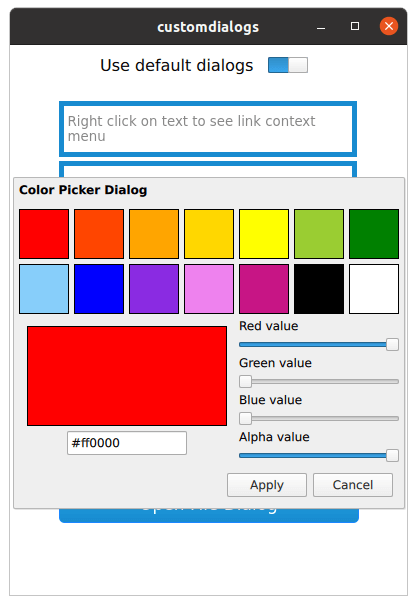 customdialogs
Use default dialogs
Right click on text to see link context
menu
Color Picker Dialog
Red value
Green value
Blue value
#ff0000
Alpha value
Apply
Cancel
Open File Dialog